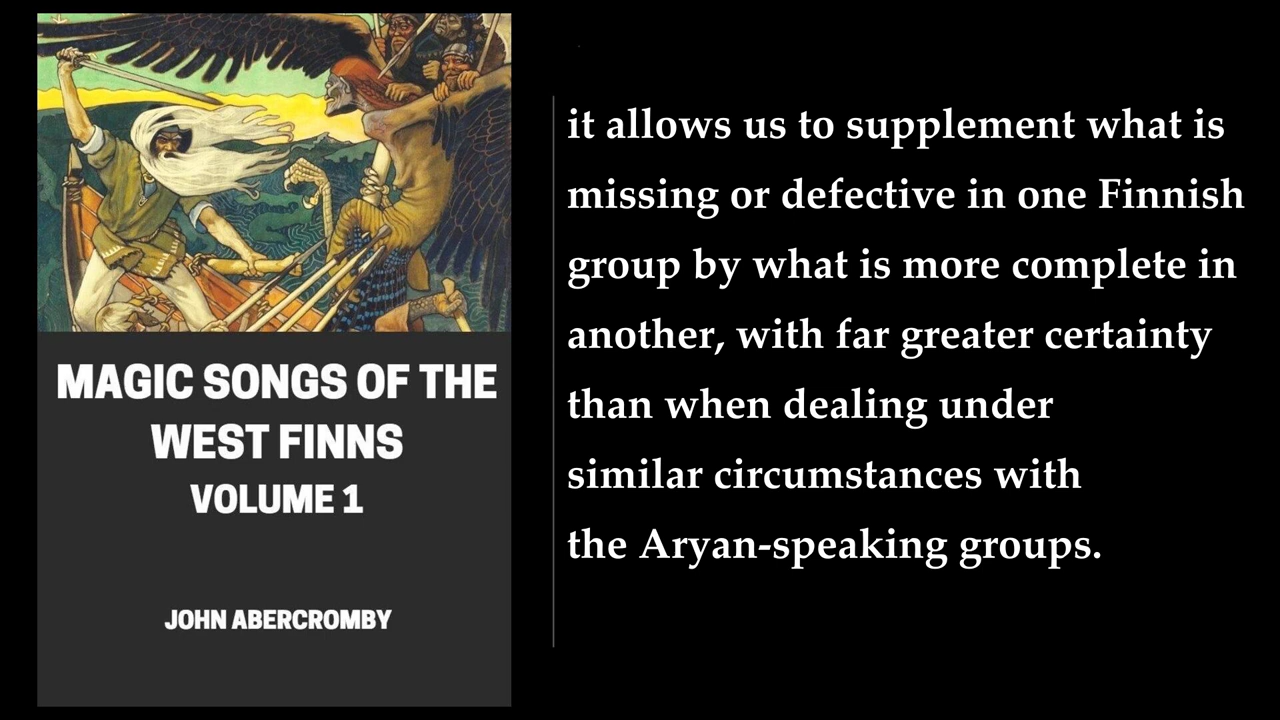 MAGIC SONGS OF THE
WEST FINNS
VOLUME 1
JOHN ABERCROMBY
it allows us to supplement what is
missing or defective in one Finnish
group by what is more complete in
another, with far greater certainty
than when dealing under
similar circumstances with
the Aryan-speaking groups.